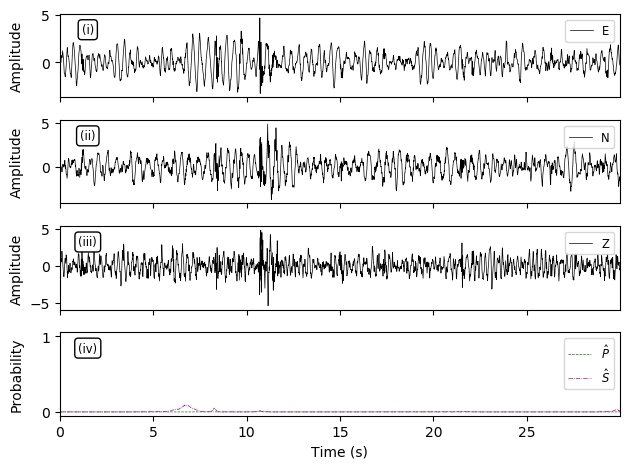 5
(i)
E
Amplitude
0
5
(ii)
N
Amplitude
0
5
(iii)
Z
Amplitude
0
−5
1
(iv)
P̂
Ŝ
Probability
0
0 5 10 15 20 25
Time (s)